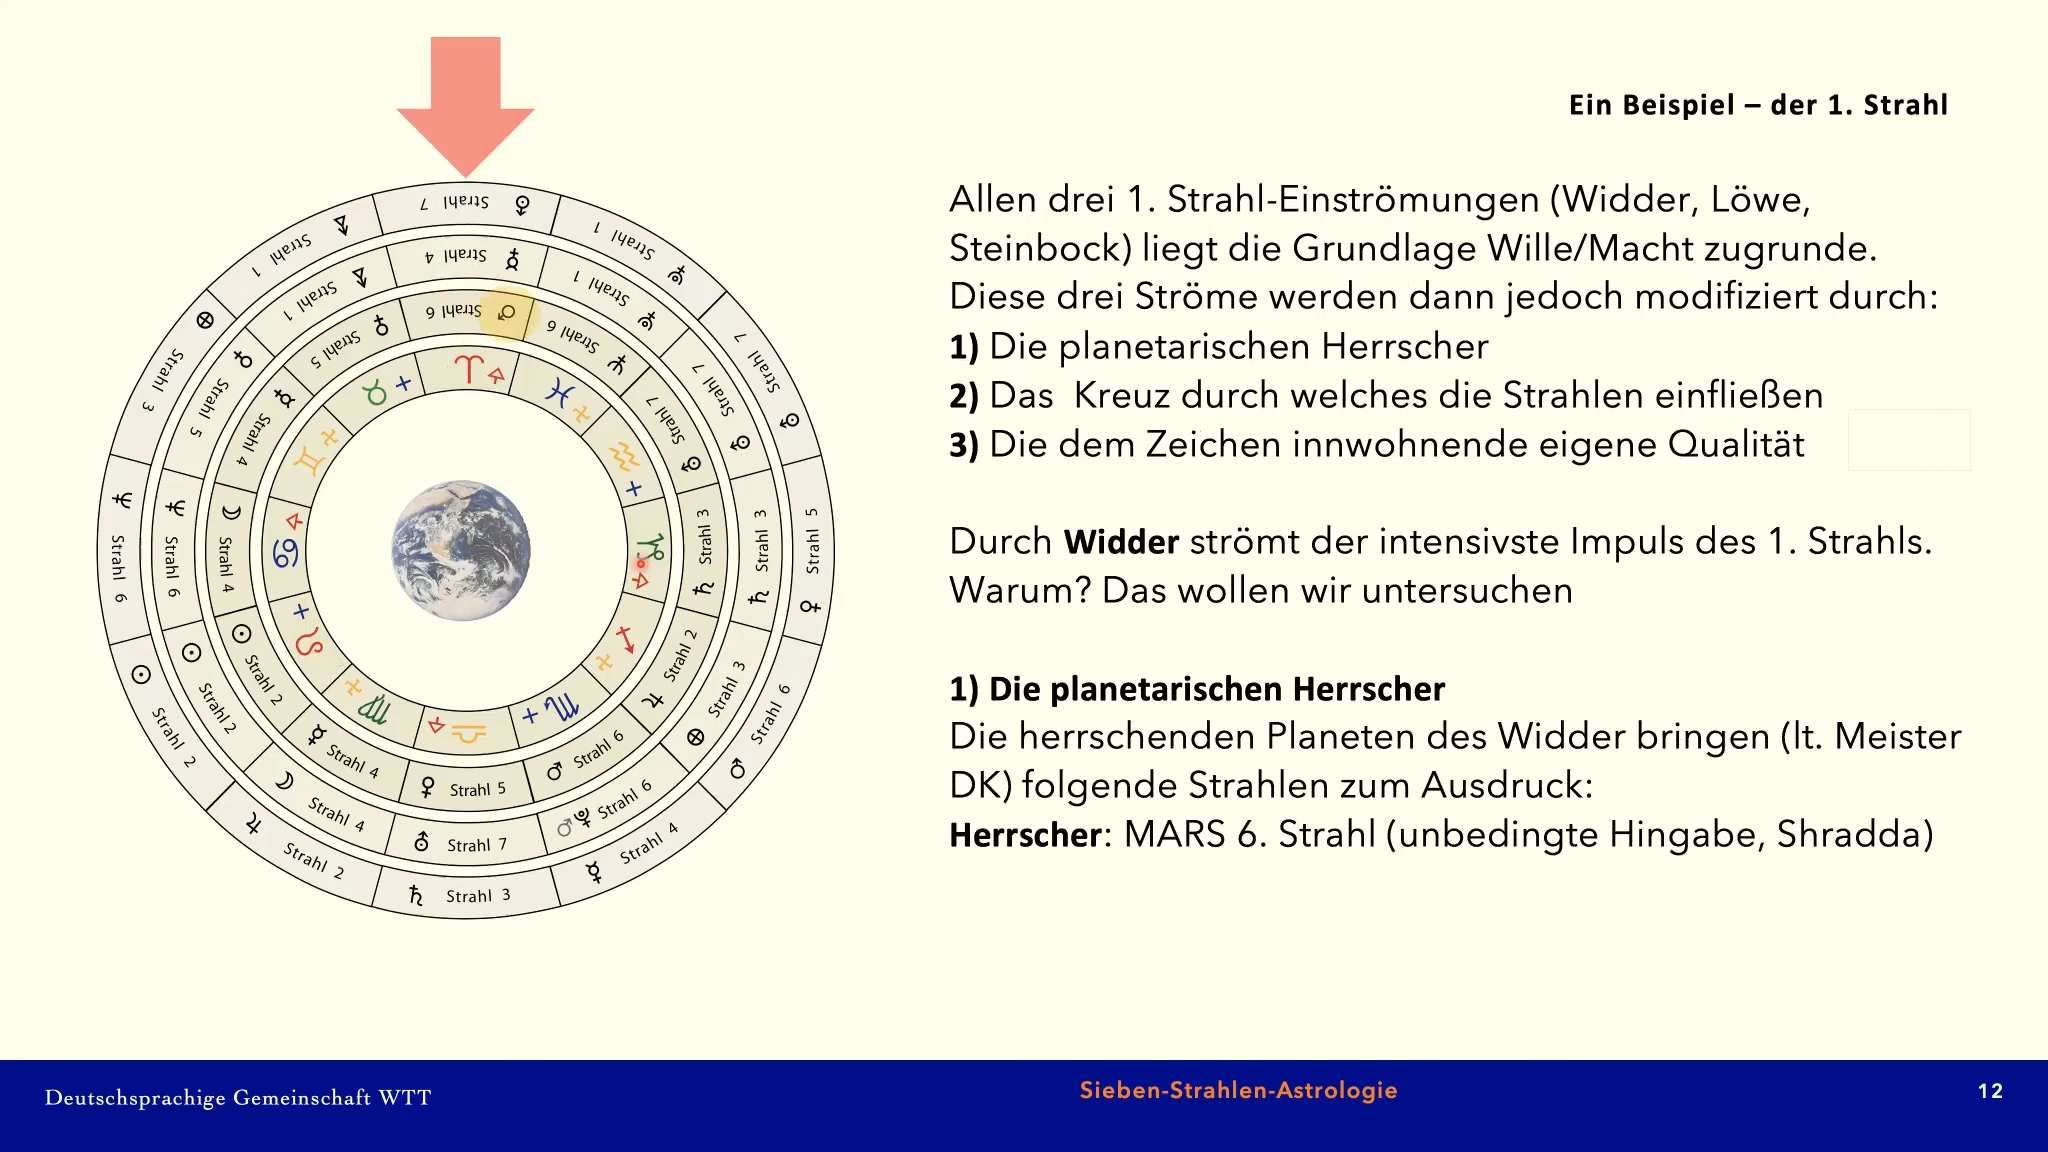 Ein Beispiel – der 1. Strahl
Allen drei 1. Strahl-Einströmungen (Widder, Löwe,
Steinbock) liegt die Grundlage Wille/Macht zugrunde.
Diese drei Ströme werden dann jedoch modifiziert durch:
1) Die planetarischen Herrscher
2) Das  Kreuz durch welches die Strahlen einfließen
3) Die dem Zeichen innwohnende eigene Qualität
Durch Widder strömt der intensivste Impuls des 1. Strahls.
Warum? Das wollen wir untersuchen
1) Die planetarischen Herrscher
Die herrschenden Planeten des Widder bringen (lt. Meister
DK) folgende Strahlen zum Ausdruck:
Herrscher: MARS 6. Strahl (unbedingte Hingabe, Shradda)
Strahl 7
Strahl 1
Strahl 7
Strahl 5
Strahl 6
Strahl 4
Strahl 3
Strahl 2
Strahl 2
Strahl 6
Strahl 3
Strahl 1
Strahl 4
Strahl 1
Strahl 7
Strahl 3
Strahl 3
Strahl 6
Strahl 7
Strahl 4
Strahl 2
Strahl 6
Strahl 5
Strahl 1
Strahl 6
Strahl 6
Strahl 7
Strahl 3
Strahl 2
Strahl 6
Strahl 5
Strahl 4
Strahl 2
Strahl 4
Strahl 4
Strahl 5
Deutschsprachige Gemeinschaft WTT
Sieben-Strahlen-Astrologie
12